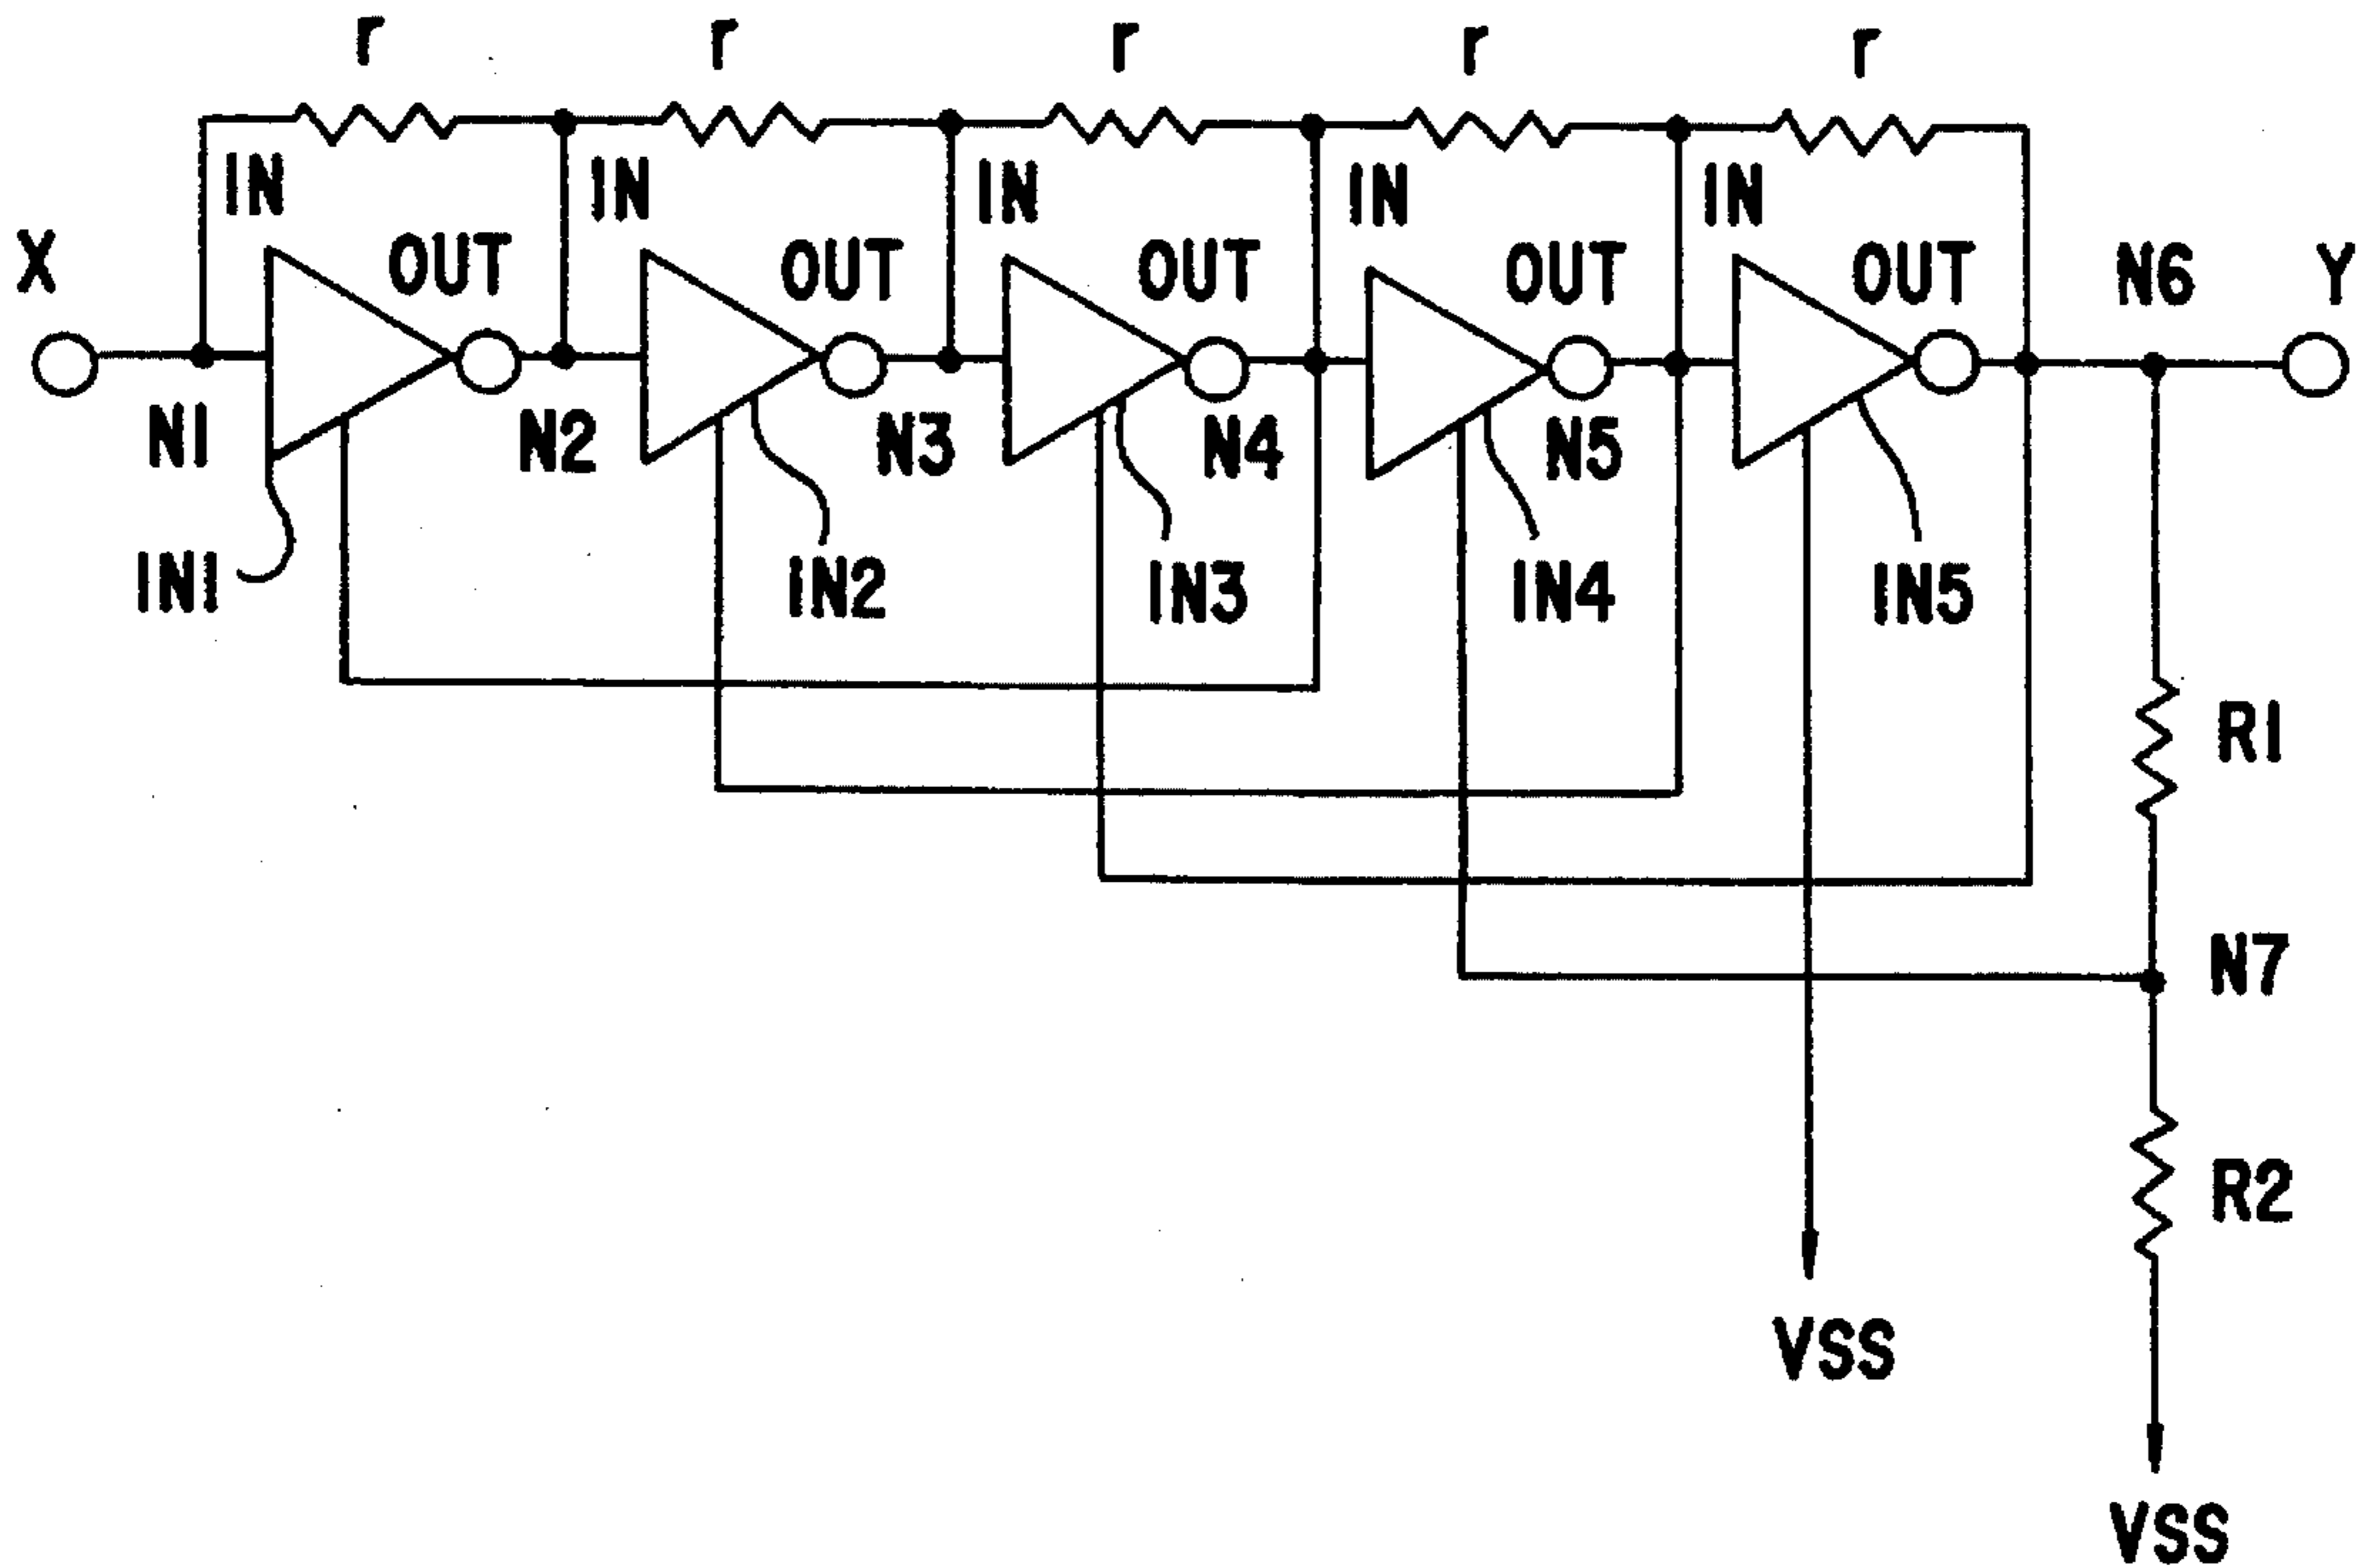 r r r r r
IN IN IN IN IN
X OUT OUT OUT OUT OUT N6 Y
N1 N2 N3 N4 N5
IN1 IN2 IN3 IN4 IN5
R1
N7
R2
VSS
VSS